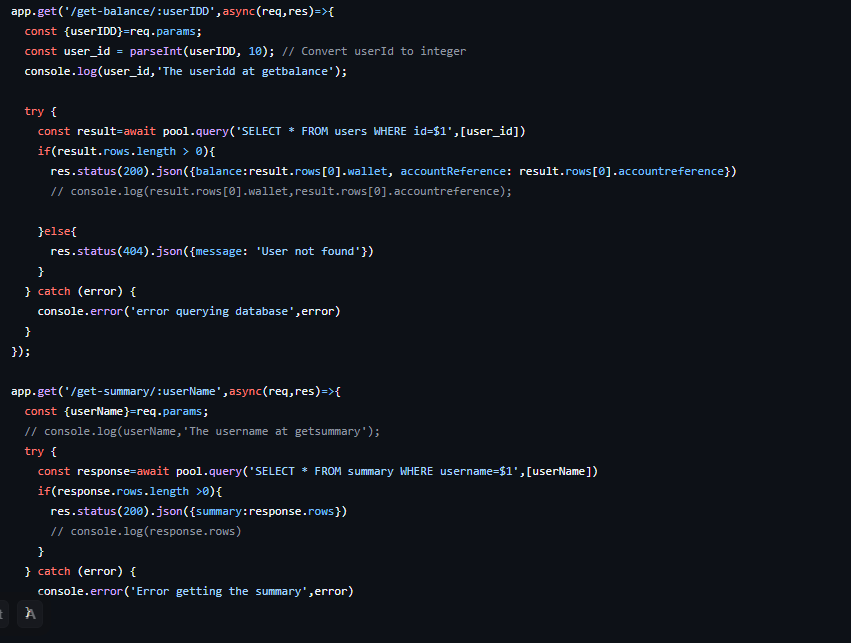 app.get('/get-balance/:userIDD',async(req,res)=>{
  const {userIDD}=req.params;
  const user_id = parseInt(userIDD, 10); // Convert userId to integer
  console.log(user_id,'The useridd at getbalance');

  try {
    const result=await pool.query('SELECT * FROM users WHERE id=$1',[user_id])
    if(result.rows.length > 0){
      res.status(200).json({balance:result.rows[0].wallet, accountReference: result.rows[0].accountreference})
      // console.log(result.rows[0].wallet,result.rows[0].accountreference);

    }else{
      res.status(404).json({message: 'User not found'})
    }
  } catch (error) {
    console.error('error querying database',error)
  }
});

app.get('/get-summary/:userName',async(req,res)=>{
  const {userName}=req.params;
  // console.log(userName,'The username at getsummary');
  try {
    const response=await pool.query('SELECT * FROM summary WHERE username=$1',[userName])
    if(response.rows.length >0){
      res.status(200).json({summary:response.rows})
      // console.log(response.rows)
    }
  } catch (error) {
    console.error('Error getting the summary',error)
  }